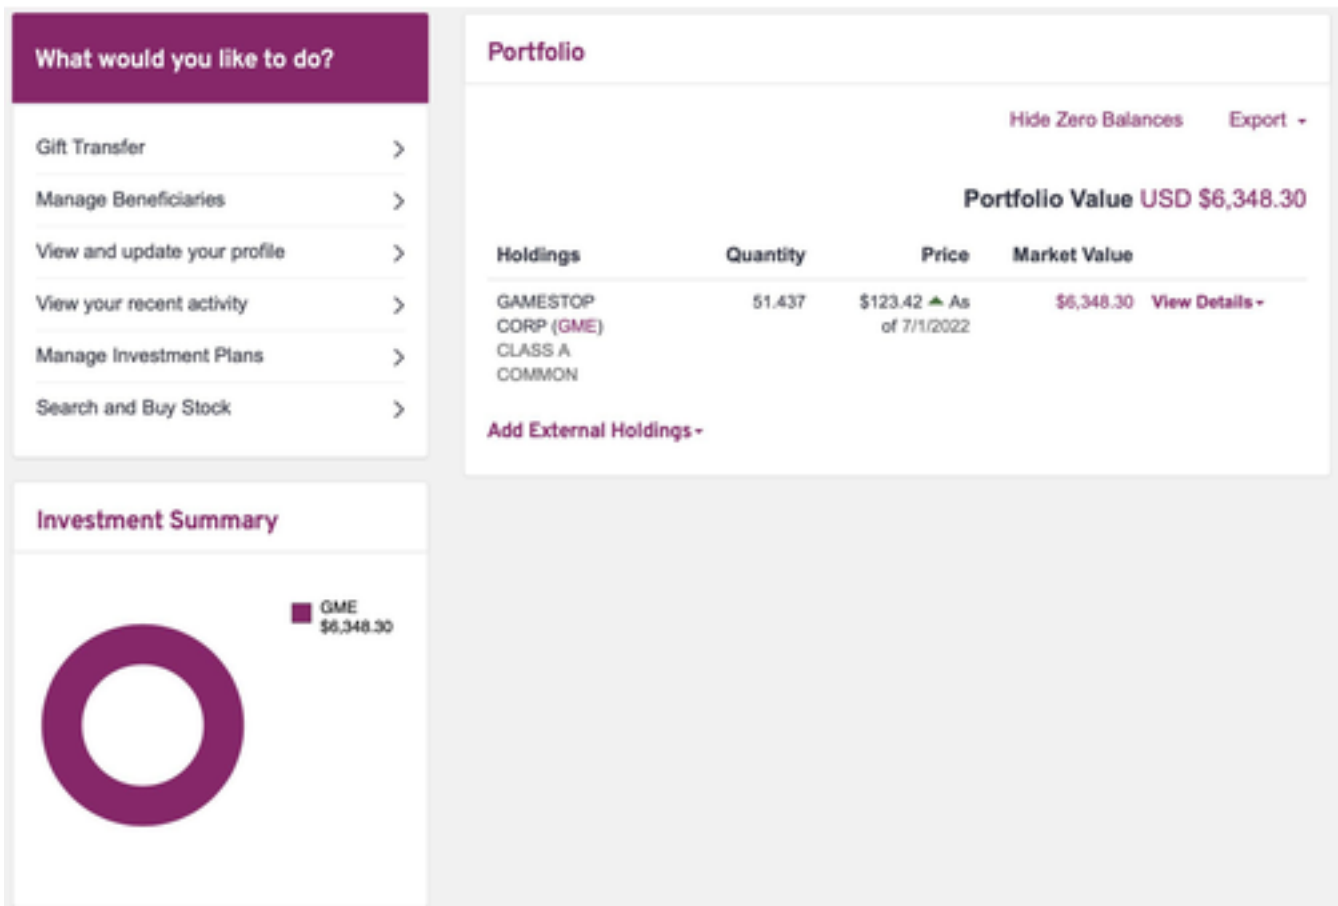 What would you like to do?
Gift Transfer
Manage Beneficiaries
View and update your profile
View your recent activity
Manage Investment Plans
Search and Buy Stock
Portfolio
Hide Zero Balances Export
Portfolio Value USD $6,348.30
Holdings Quantity Price Market Value
GAMESTOP 51.437 $123.42 As $6,348.30 View Details
CORP (GME) of 7/1/2022
CLASS A
COMMON
Add External Holdings
Investment Summary
GME
$6,348.30